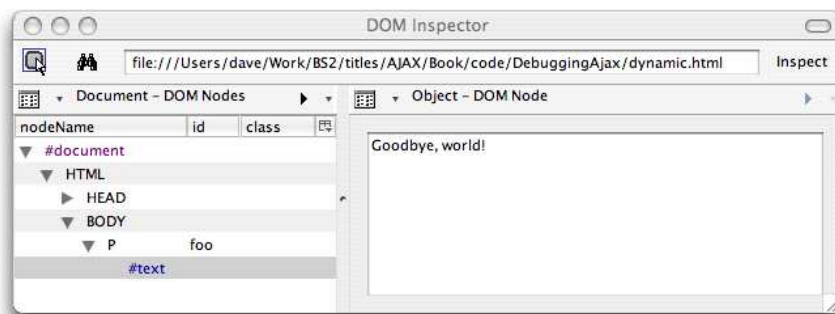 DOM Inspector
file:///Users/dave/Work/BS2/titles/AJAX/Book/code/DebuggingAjax/dynamic.html Inspect
Document – DOM Nodes
Object – DOM Node
nodeName id class
#document
HTML
HEAD
BODY
P foo
#text
Goodbye, world!